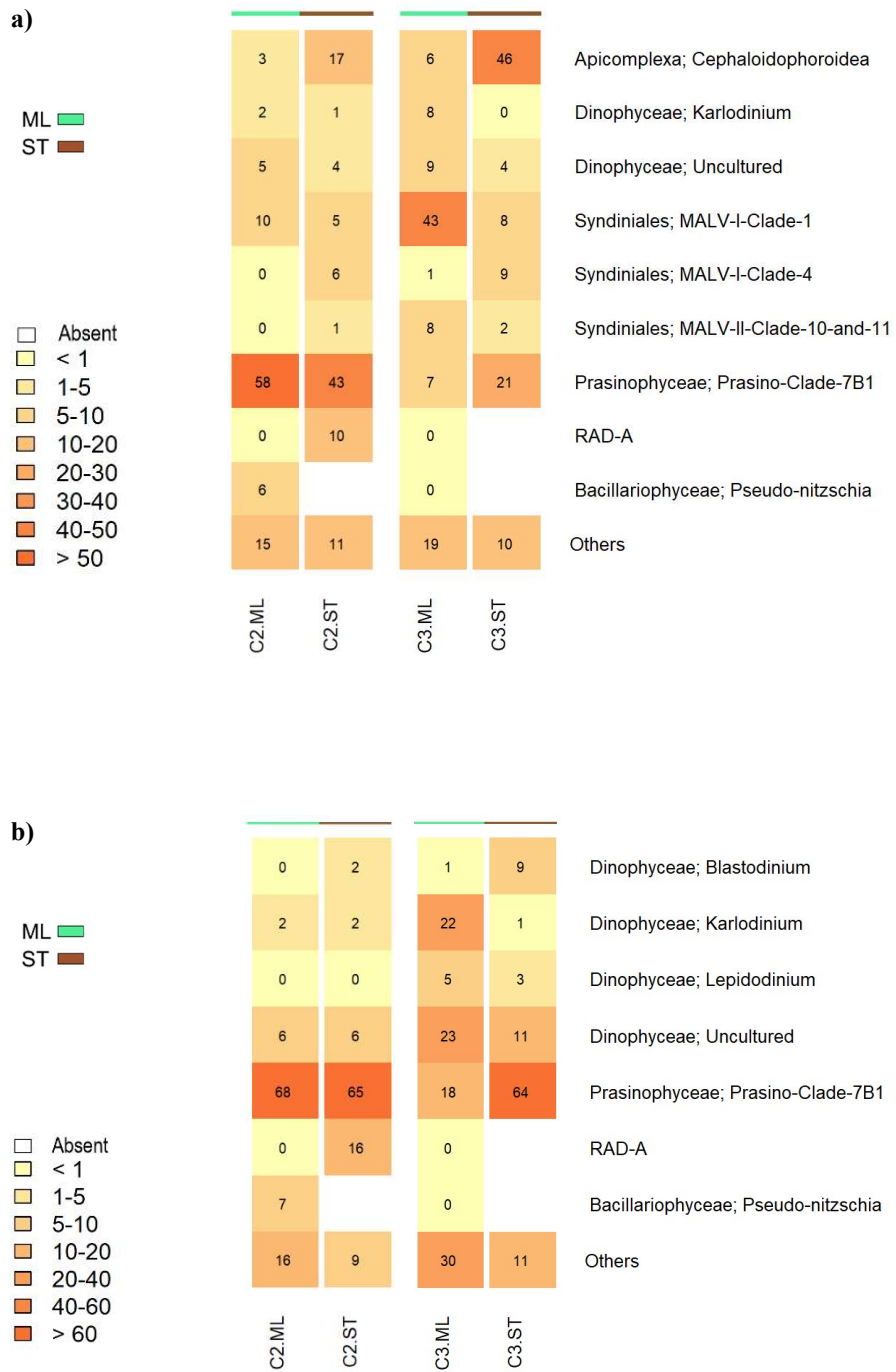 a)
ML
ST
Absent
< 1
1-5
5-10
10-20
20-30
30-40
40-50
> 50
3 17 6 46 Apicomplexa; Cephaloidophoroidea
2 1 8 0 Dinophyceae; Karlodinium
5 4 9 4 Dinophyceae; Uncultured
10 5 43 8 Syndiniales; MALV-I-Clade-1
0 6 1 9 Syndiniales; MALV-I-Clade-4
0 1 8 2 Syndiniales; MALV-II-Clade-10-and-11
58 43 7 21 Prasinophyceae; Prasino-Clade-7B1
0 10 0 RAD-A
6 0 Bacillariophyceae; Pseudo-nitzschia
15 11 19 10 Others
C2.ML C2.ST C3.ML C3.ST
b)
ML
ST
Absent
< 1
1-5
5-10
10-20
20-40
40-60
> 60
0 2 1 9 Dinophyceae; Blastodinium
2 2 22 1 Dinophyceae; Karlodinium
0 0 5 3 Dinophyceae; Lepidodinium
6 6 23 11 Dinophyceae; Uncultured
68 65 18 64 Prasinophyceae; Prasino-Clade-7B1
0 16 0 RAD-A
7 0 Bacillariophyceae; Pseudo-nitzschia
16 9 30 11 Others
C2.ML C2.ST C3.ML C3.ST